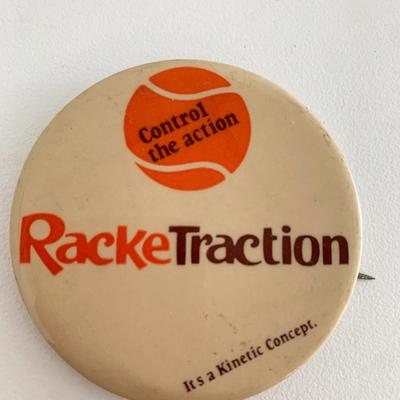 Control
the action
RackeTraction
It's a Kinetic Concept.